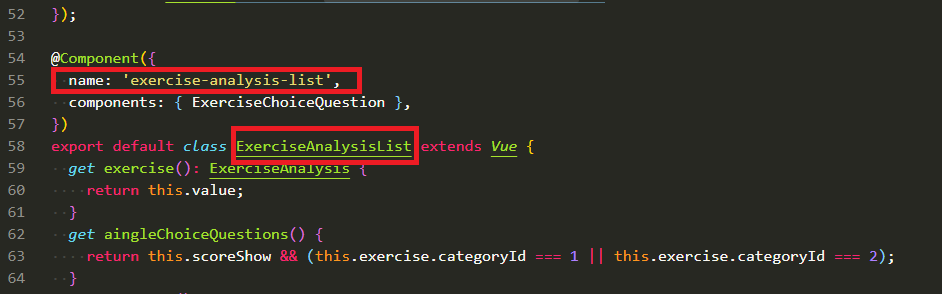 52 });
53
54 @Component({
55 name: 'exercise-analysis-list',
56 components: { ExerciseChoiceQuestion },
57 })
58 export default class ExerciseAnalysisList extends Vue {
59 get exercise(): ExerciseAnalysis {
60 return this.value;
61 }
62 get aingleChoiceQuestions() {
63 return this.scoreShow && (this.exercise.categoryId === 1 || this.exercise.categoryId === 2);
64 }